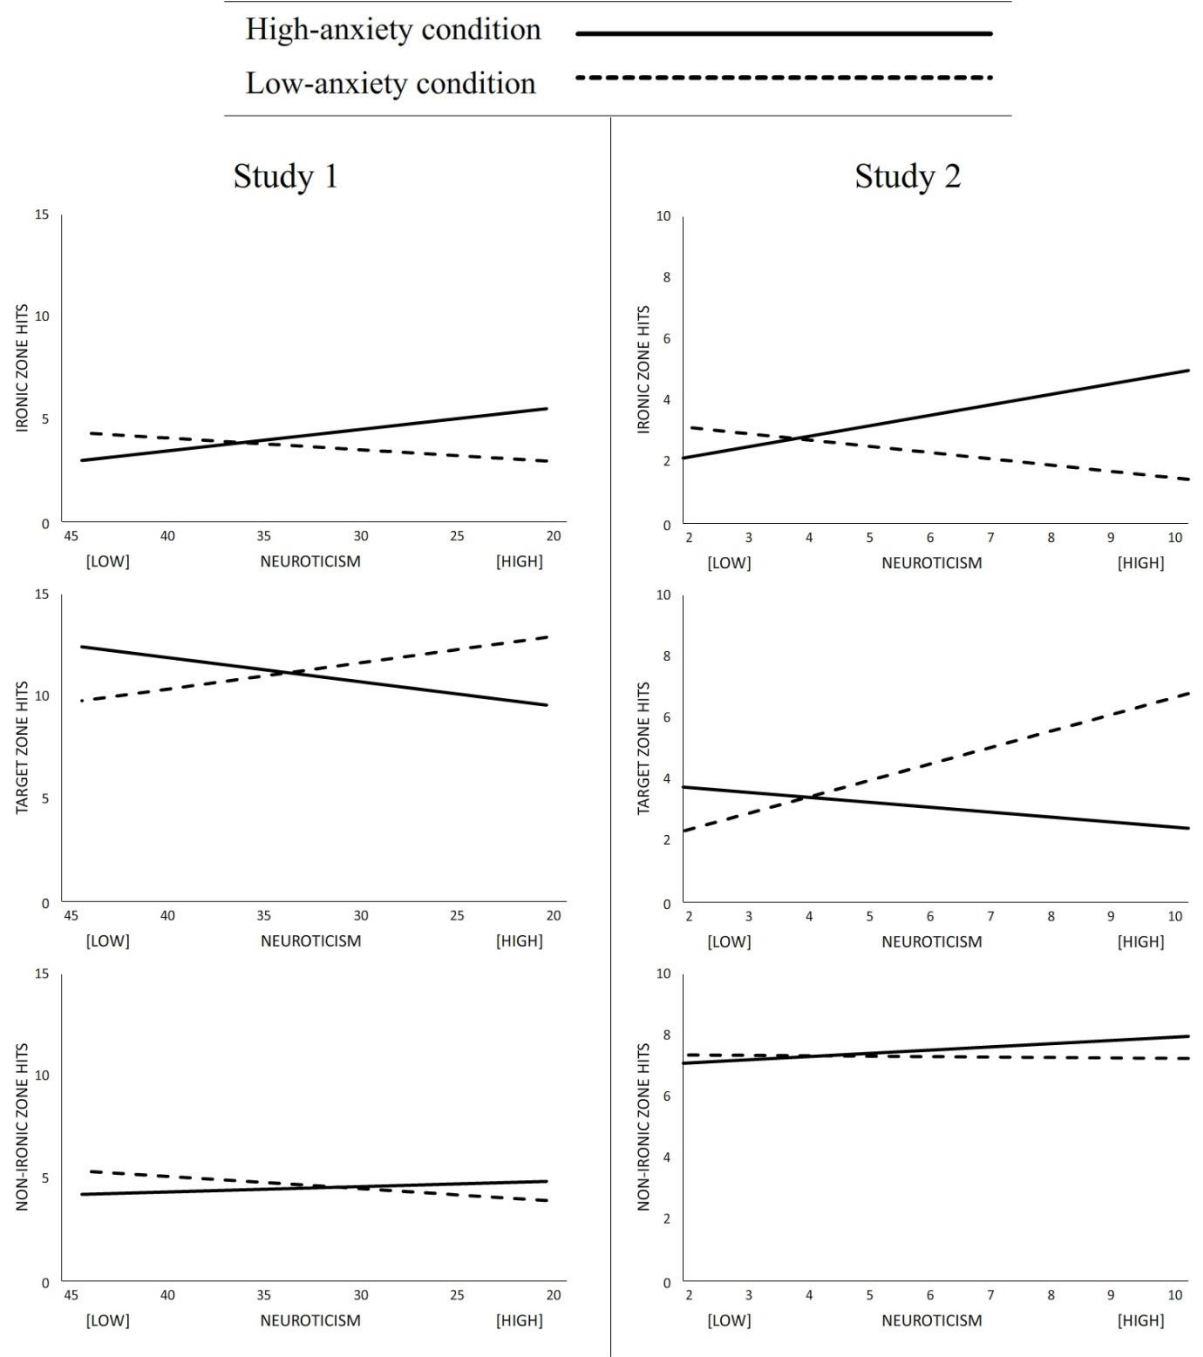 High-anxiety condition
Low-anxiety condition
Study 1
15
10
5
0
IRONIC ZONE HITS
45 40 35 30 25 20
[LOW] NEUROTICISM [HIGH]
15
10
5
0
TARGET ZONE HITS
45 40 35 30 25 20
[LOW] NEUROTICISM [HIGH]
15
10
5
0
NON-IRONIC ZONE HITS
45 40 35 30 25 20
[LOW] NEUROTICISM [HIGH]
Study 2
10
8
6
4
2
0
IRONIC ZONE HITS
2 3 4 5 6 7 8 9 10
[LOW] NEUROTICISM [HIGH]
10
8
6
4
2
0
TARGET ZONE HITS
2 3 4 5 6 7 8 9 10
[LOW] NEUROTICISM [HIGH]
10
8
6
4
2
0
NON-IRONIC ZONE HITS
2 3 4 5 6 7 8 9 10
[LOW] NEUROTICISM [HIGH]